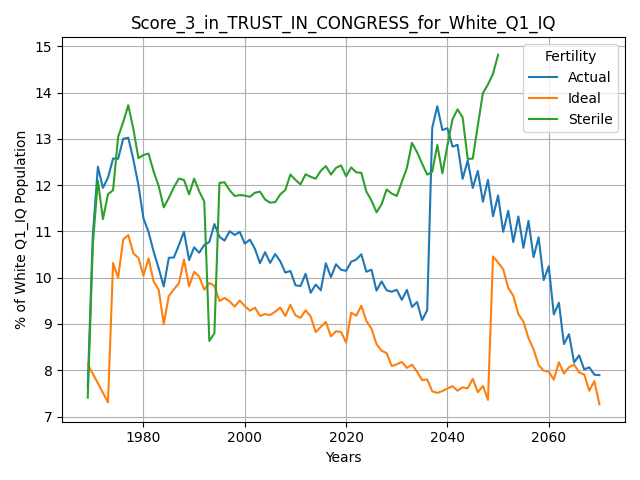 Score_3_in_TRUST_IN_CONGRESS_for_White_Q1_IQ
Fertility
Actual
Ideal
Sterile
% of White Q1_IQ Population
15
14
13
12
11
10
9
8
7
1980
2000
2020
2040
2060
Years